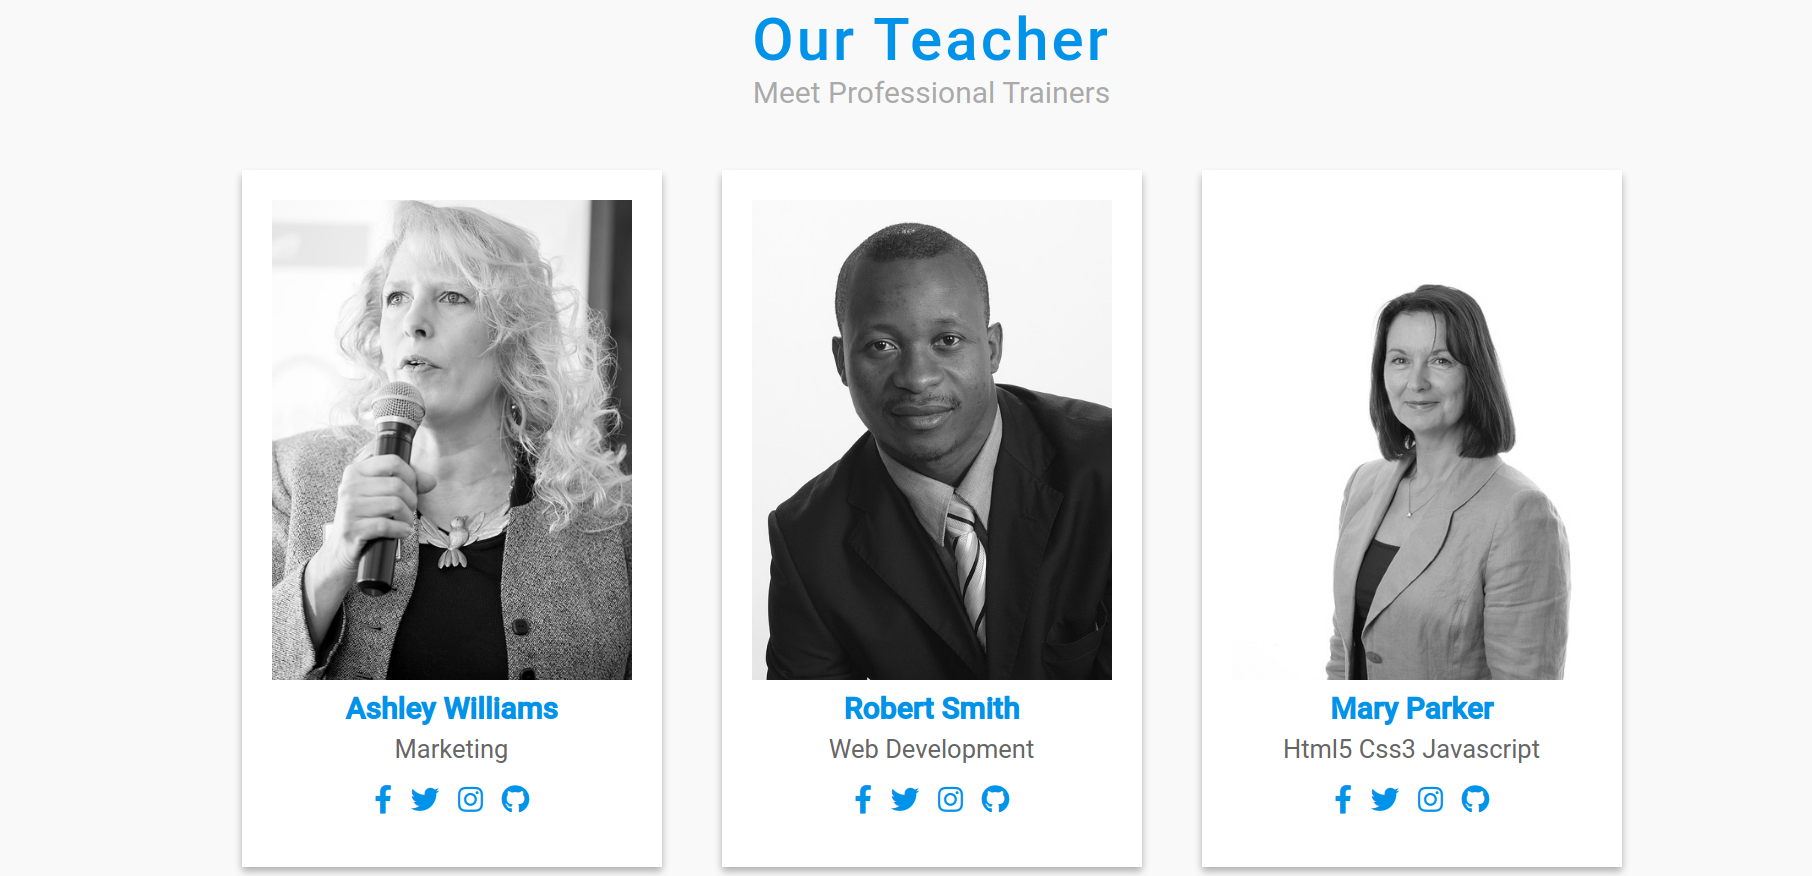 Our Teacher
Meet Professional Trainers
Ashley Williams
Marketing
Robert Smith
Web Development
Mary Parker
Html5 Css3 Javascript